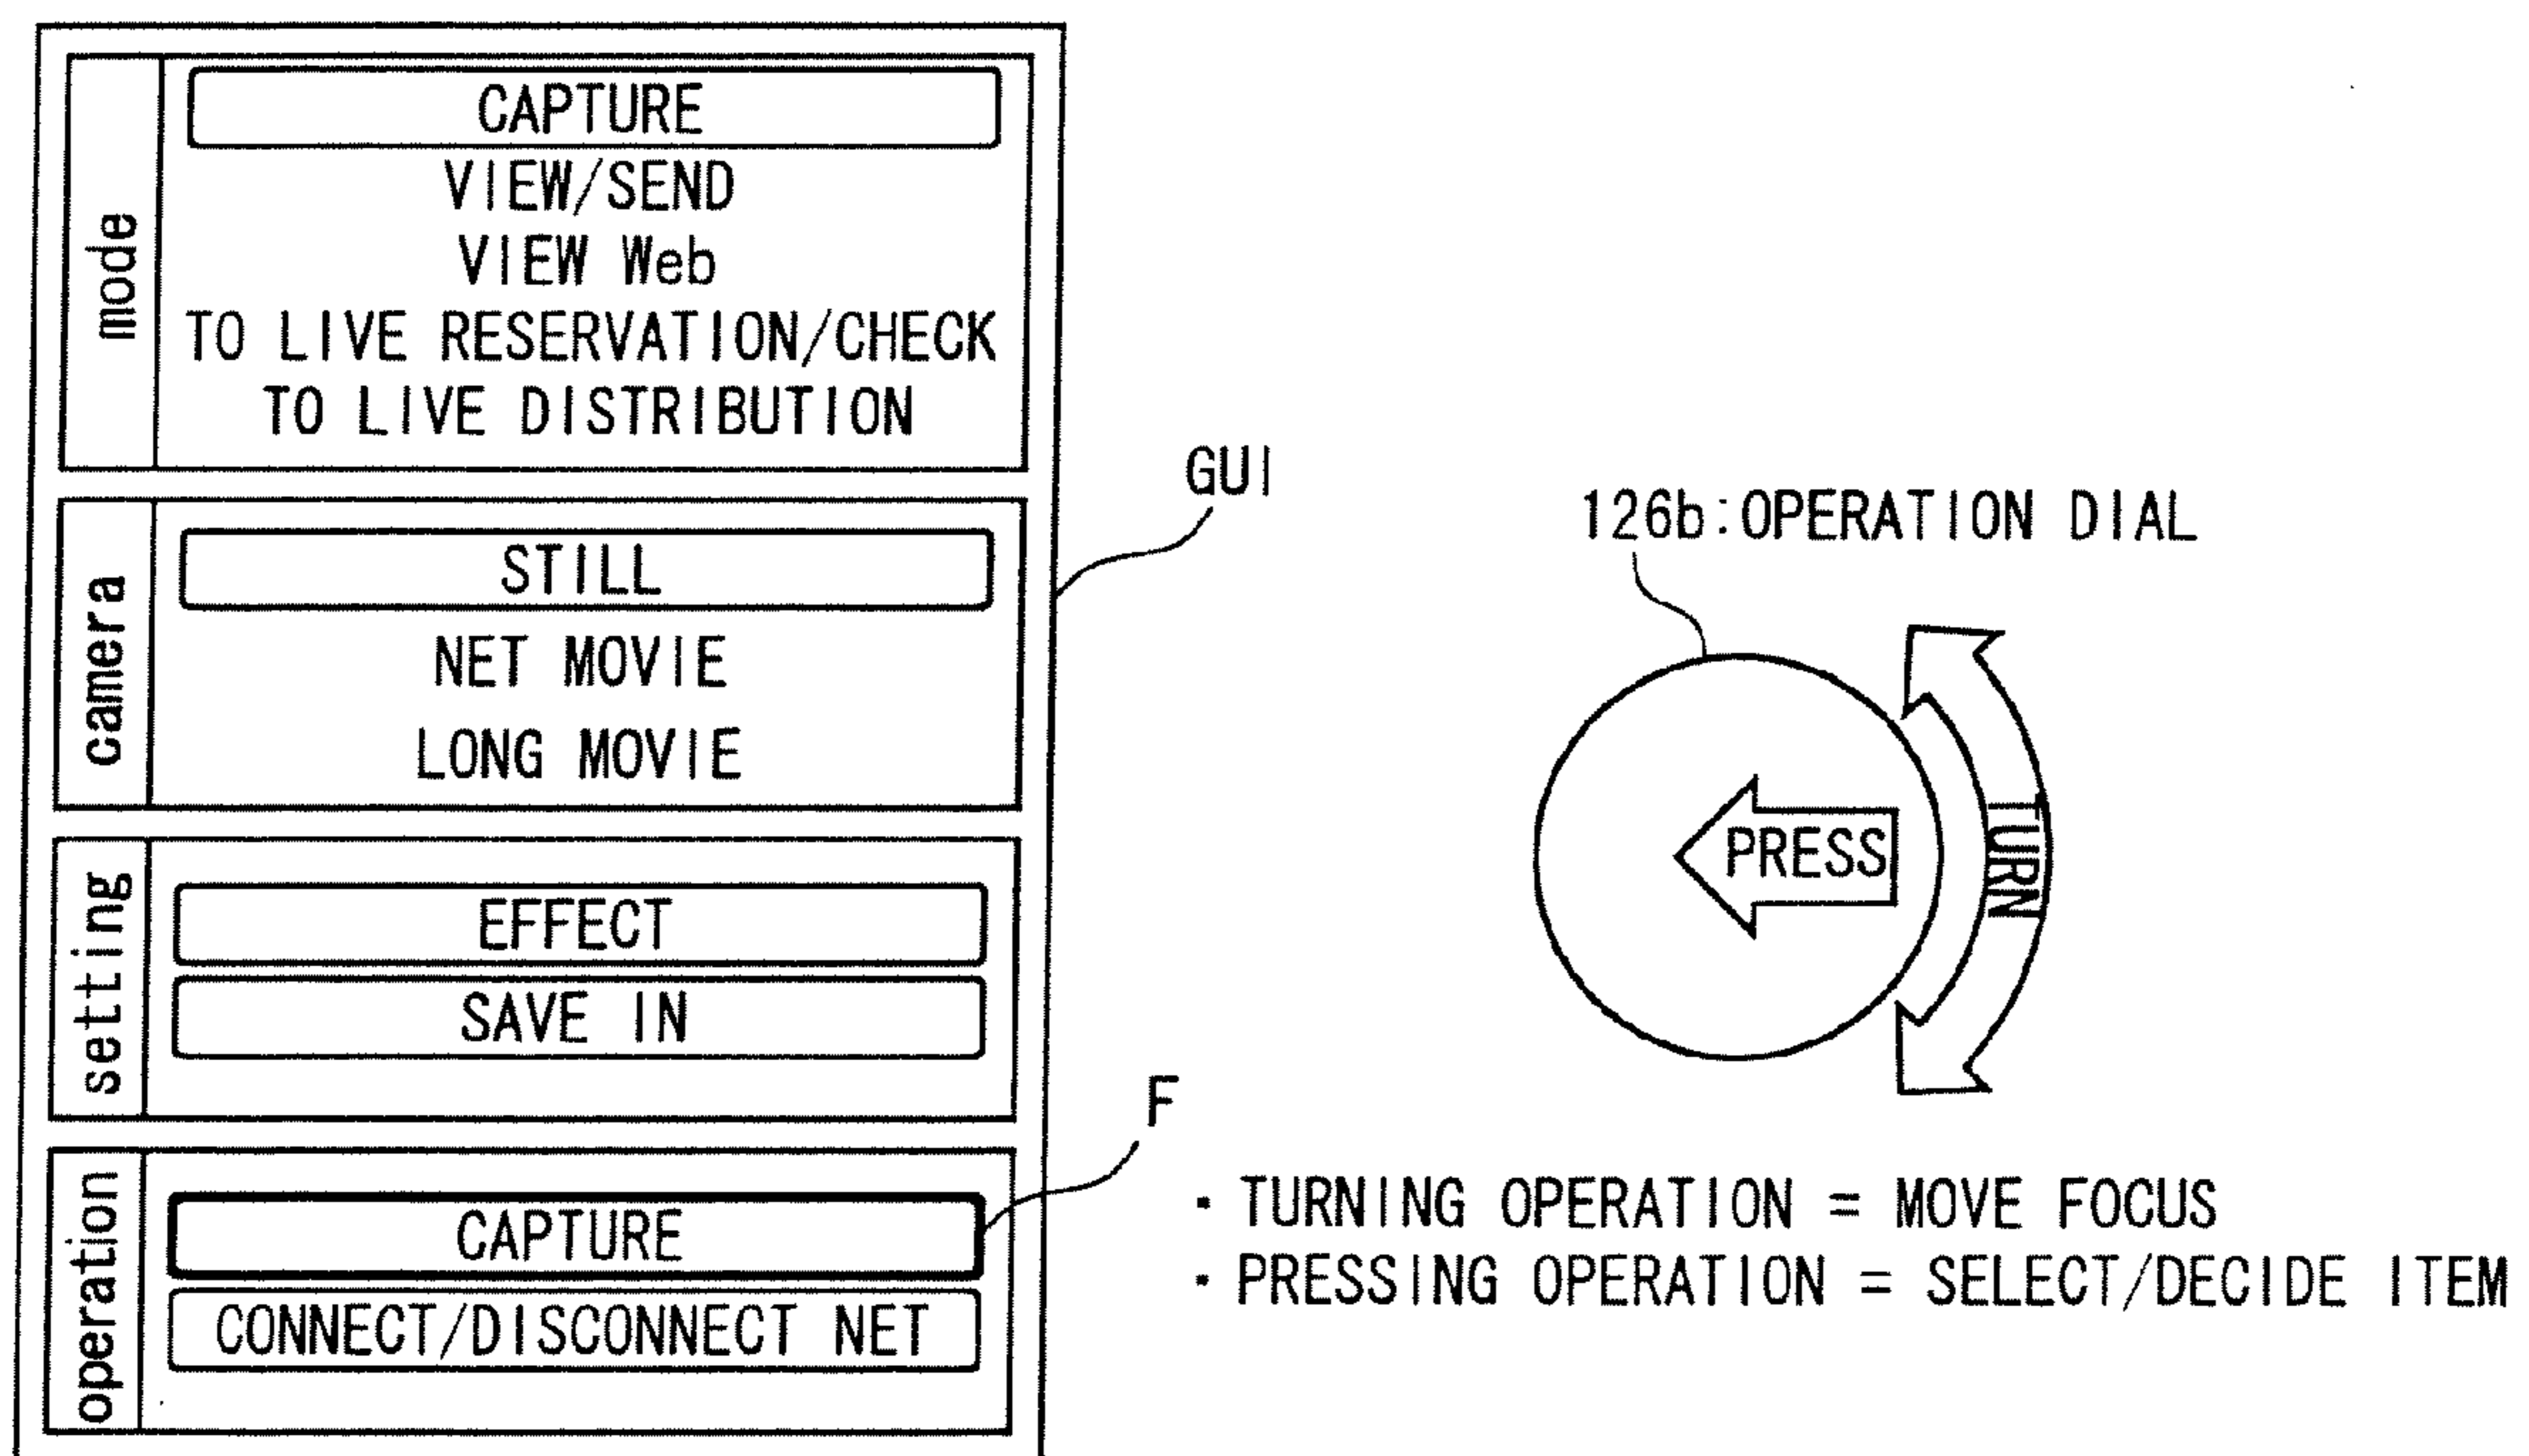 mode
CAPTURE
VIEW/SEND
VIEW Web
TO LIVE RESERVATION/CHECK
TO LIVE DISTRIBUTION
camera
STILL
NET MOVIE
LONG MOVIE
setting
EFFECT
SAVE IN
operation
CAPTURE
CONNECT/DISCONNECT NET
GUI
F
126b:OPERATION DIAL
PRESS
TURN
・TURNING OPERATION = MOVE FOCUS
・PRESSING OPERATION = SELECT/DECIDE ITEM